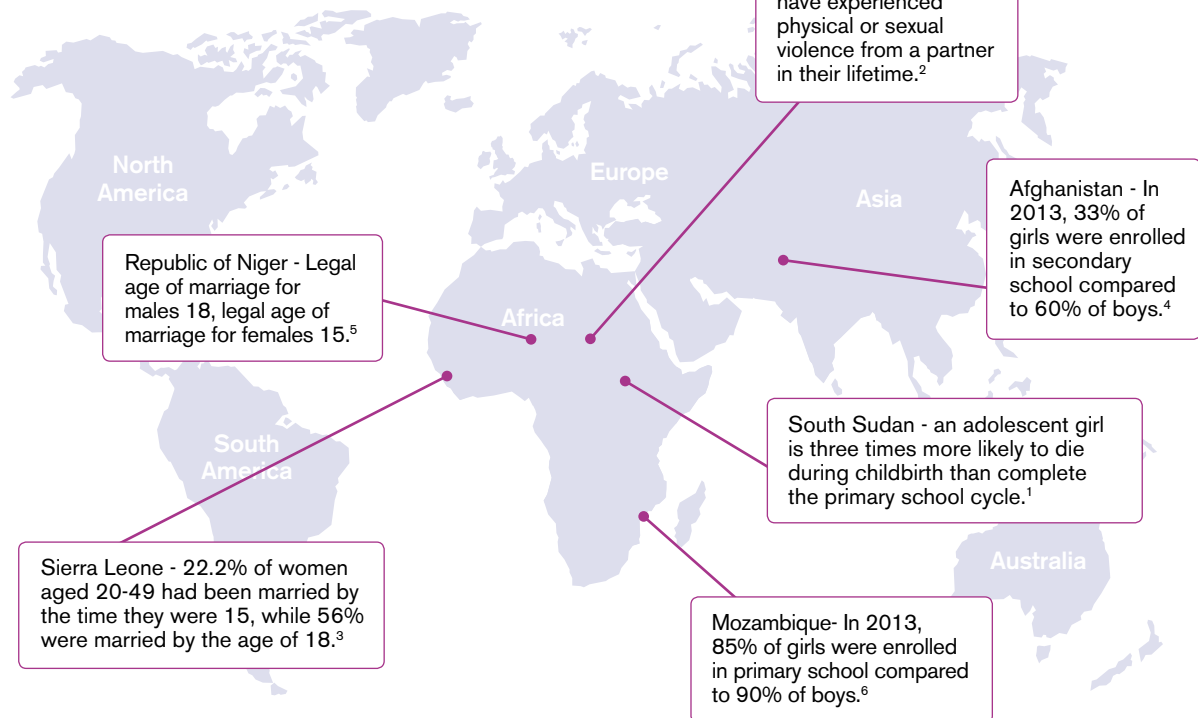 have experienced
physical or sexual
violence from a partner
in their lifetime.²
North
America
Europe
Asia
Afghanistan - In
2013, 33% of
girls were enrolled
in secondary
school compared
to 60% of boys.⁴
Republic of Niger - Legal
age of marriage for
males 18, legal age of
marriage for females 15.⁵
Africa
South
America
South Sudan - an adolescent girl
is three times more likely to die
during childbirth than complete
the primary school cycle.¹
Sierra Leone - 22.2% of women
aged 20-49 had been married by
the time they were 15, while 56%
were married by the age of 18.³
Australia
Mozambique- In 2013,
85% of girls were enrolled
in primary school compared
to 90% of boys.⁶